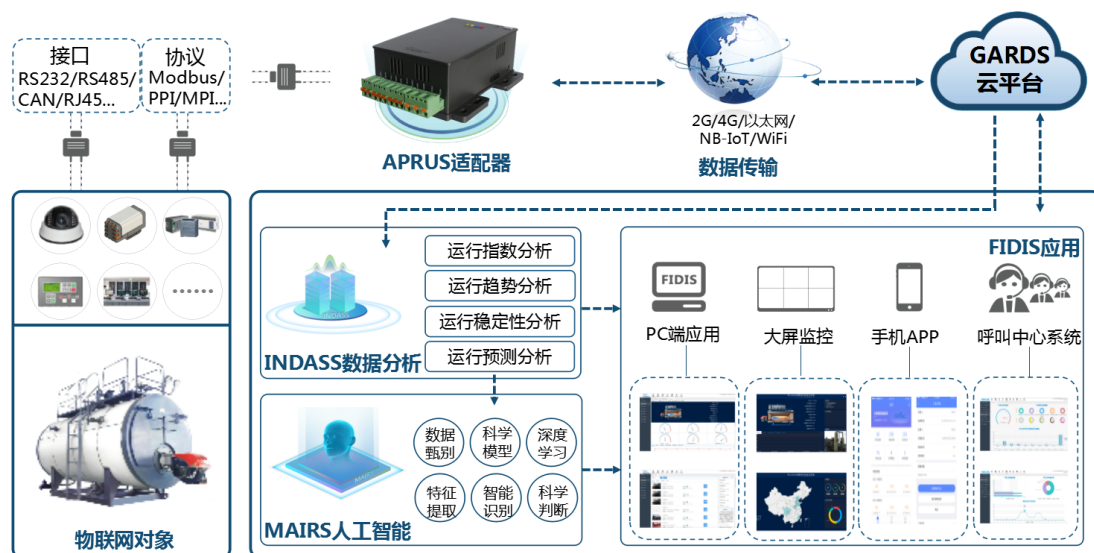 接口
RS232/RS485/
CAN/RJ45...
协议
Modbus/
PPI/MPI...
APRUS适配器
2G/4G/以太网/
NB-IoT/WiFi
数据传输
GARDS
云平台
物联网对象
运行指数分析
运行趋势分析
运行稳定性分析
运行预测分析
INDASS数据分析
数据
甄别
科学
模型
深度
学习
特征
提取
智能
识别
科学
判断
MAIRS人工智能
FIDIS应用
FIDIS
PC端应用
大屏监控
手机APP
呼叫中心系统